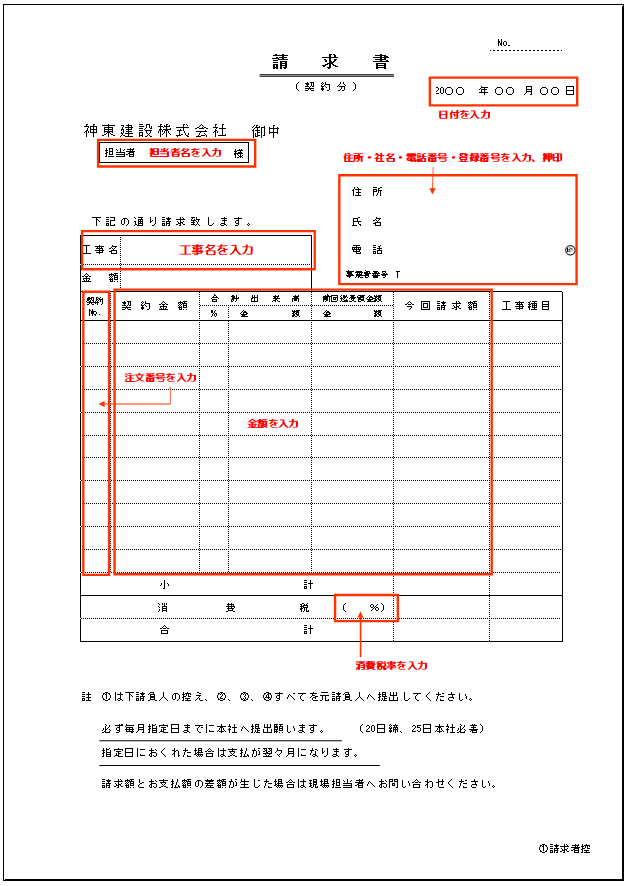 No.
請求書
(契約分)
20〇〇 年 〇〇 月 〇〇 日
日付を入力
神東建設株式会社 御中
担当者 担当者名を入力 様
住所・社名・電話番号・登録番号を入力、押印
住所
氏名
電話 ㊞
事業者番号 T
下記の通り請求致します。
工事名 工事名を入力
金額
契約No. 契約金額 合計出来高 前回迄受領金額 今回請求額 工事種目
% 金額 金額
注文番号を入力
金額を入力
小計
消費税 ( %)
合計
消費税率を入力
註 ①は下請負人の控え、②、③、④すべてを元請負人へ提出してください。
必ず毎月指定日までに本社へ提出願います。 (20日締、25日本社必着)
指定日におくれた場合は支払が翌々月になります。
請求額とお支払額の差額が生じた場合は現場担当者へお問い合わせください。
①請求者控